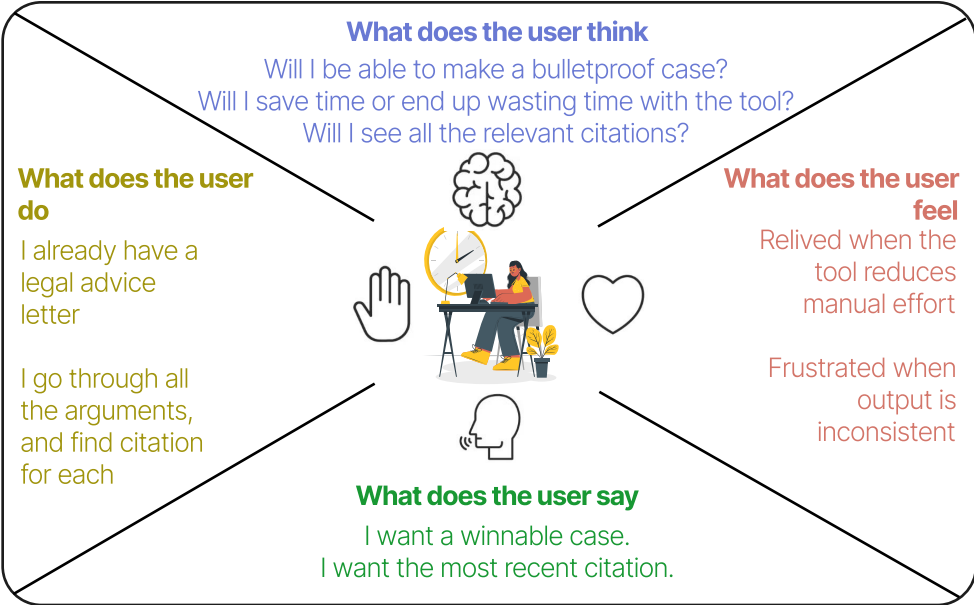 What does the user think
Will I be able to make a bulletproof case?
Will I save time or end up wasting time with the tool?
Will I see all the relevant citations?
What does the user
do
I already have a
legal advice
letter
I go through all
the arguments,
and find citation
for each
What does the user
feel
Relived when the
tool reduces
manual effort
Frustrated when
output is
inconsistent
What does the user say
I want a winnable case.
I want the most recent citation.